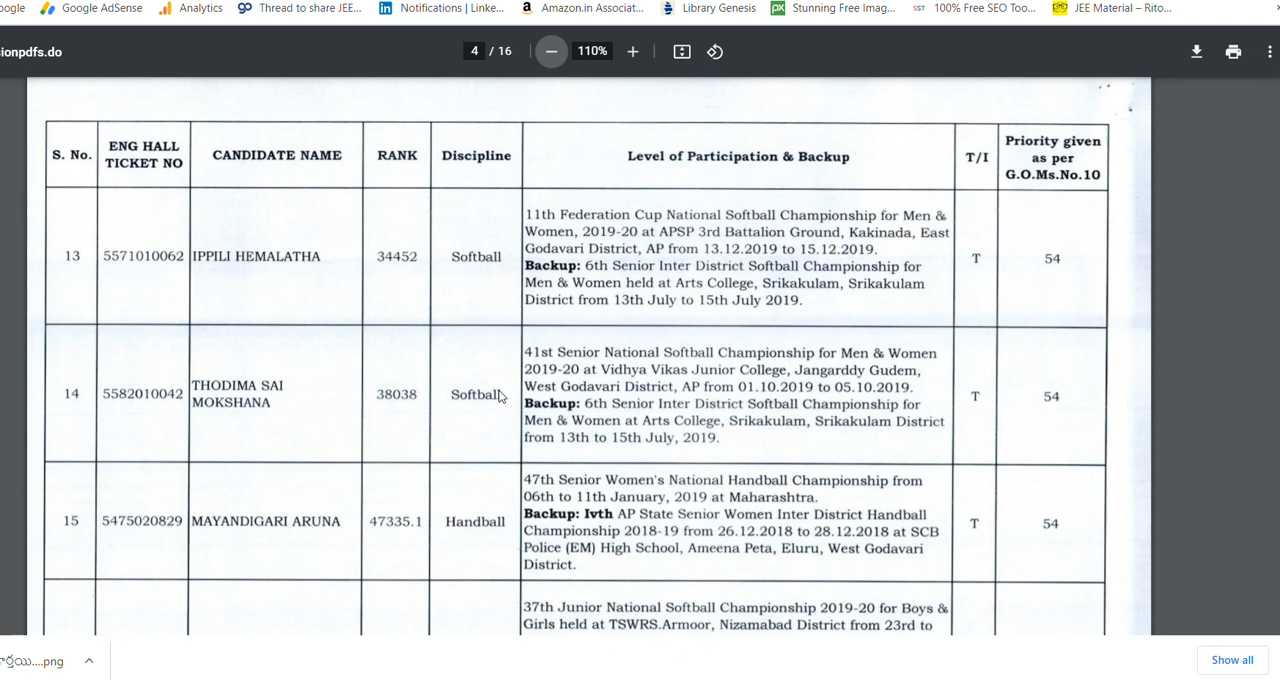 oogle Google AdSense Analytics Thread to share JEE... Notifications | Linke... Amazon.in Associat... Library Genesis Stunning Free Imag... SST 100% Free SEO Too... JEE Material – Rito...
sionpdfs.do 4 / 16 110%
S. No. ENG HALL TICKET NO CANDIDATE NAME RANK Discipline Level of Participation & Backup T/I Priority given as per G.O.Ms.No.10
13 5571010062 IPPILI HEMALATHA 34452 Softball
11th Federation Cup National Softball Championship for Men &
Women, 2019-20 at APSP 3rd Battalion Ground, Kakinada, East
Godavari District, AP from 13.12.2019 to 15.12.2019.
Backup: 6th Senior Inter District Softball Championship for
Men & Women held at Arts College, Srikakulam, Srikakulam
District from 13th July to 15th July 2019.
T 54
14 5582010042 THODIMA SAI MOKSHANA 38038 Softball
41st Senior National Softball Championship for Men & Women
2019-20 at Vidhya Vikas Junior College, Jangarddy Gudem,
West Godavari District, AP from 01.10.2019 to 05.10.2019.
Backup: 6th Senior Inter District Softball Championship for
Men & Women at Arts College, Srikakulam, Srikakulam District
from 13th to 15th July, 2019.
T 54
15 5475020829 MAYANDIGARI ARUNA 47335.1 Handball
47th Senior Women's National Handball Championship from
06th to 11th January, 2019 at Maharashtra.
Backup: Ivth AP State Senior Women Inter District Handball
Championship 2018-19 from 26.12.2018 to 28.12.2018 at SCB
Police (EM) High School, Ameena Peta, Eluru, West Godavari
District.
T 54
37th Junior National Softball Championship 2019-20 for Boys &
Girls held at TSWRS.Armoor, Nizamabad District from 23rd to
....png Show all